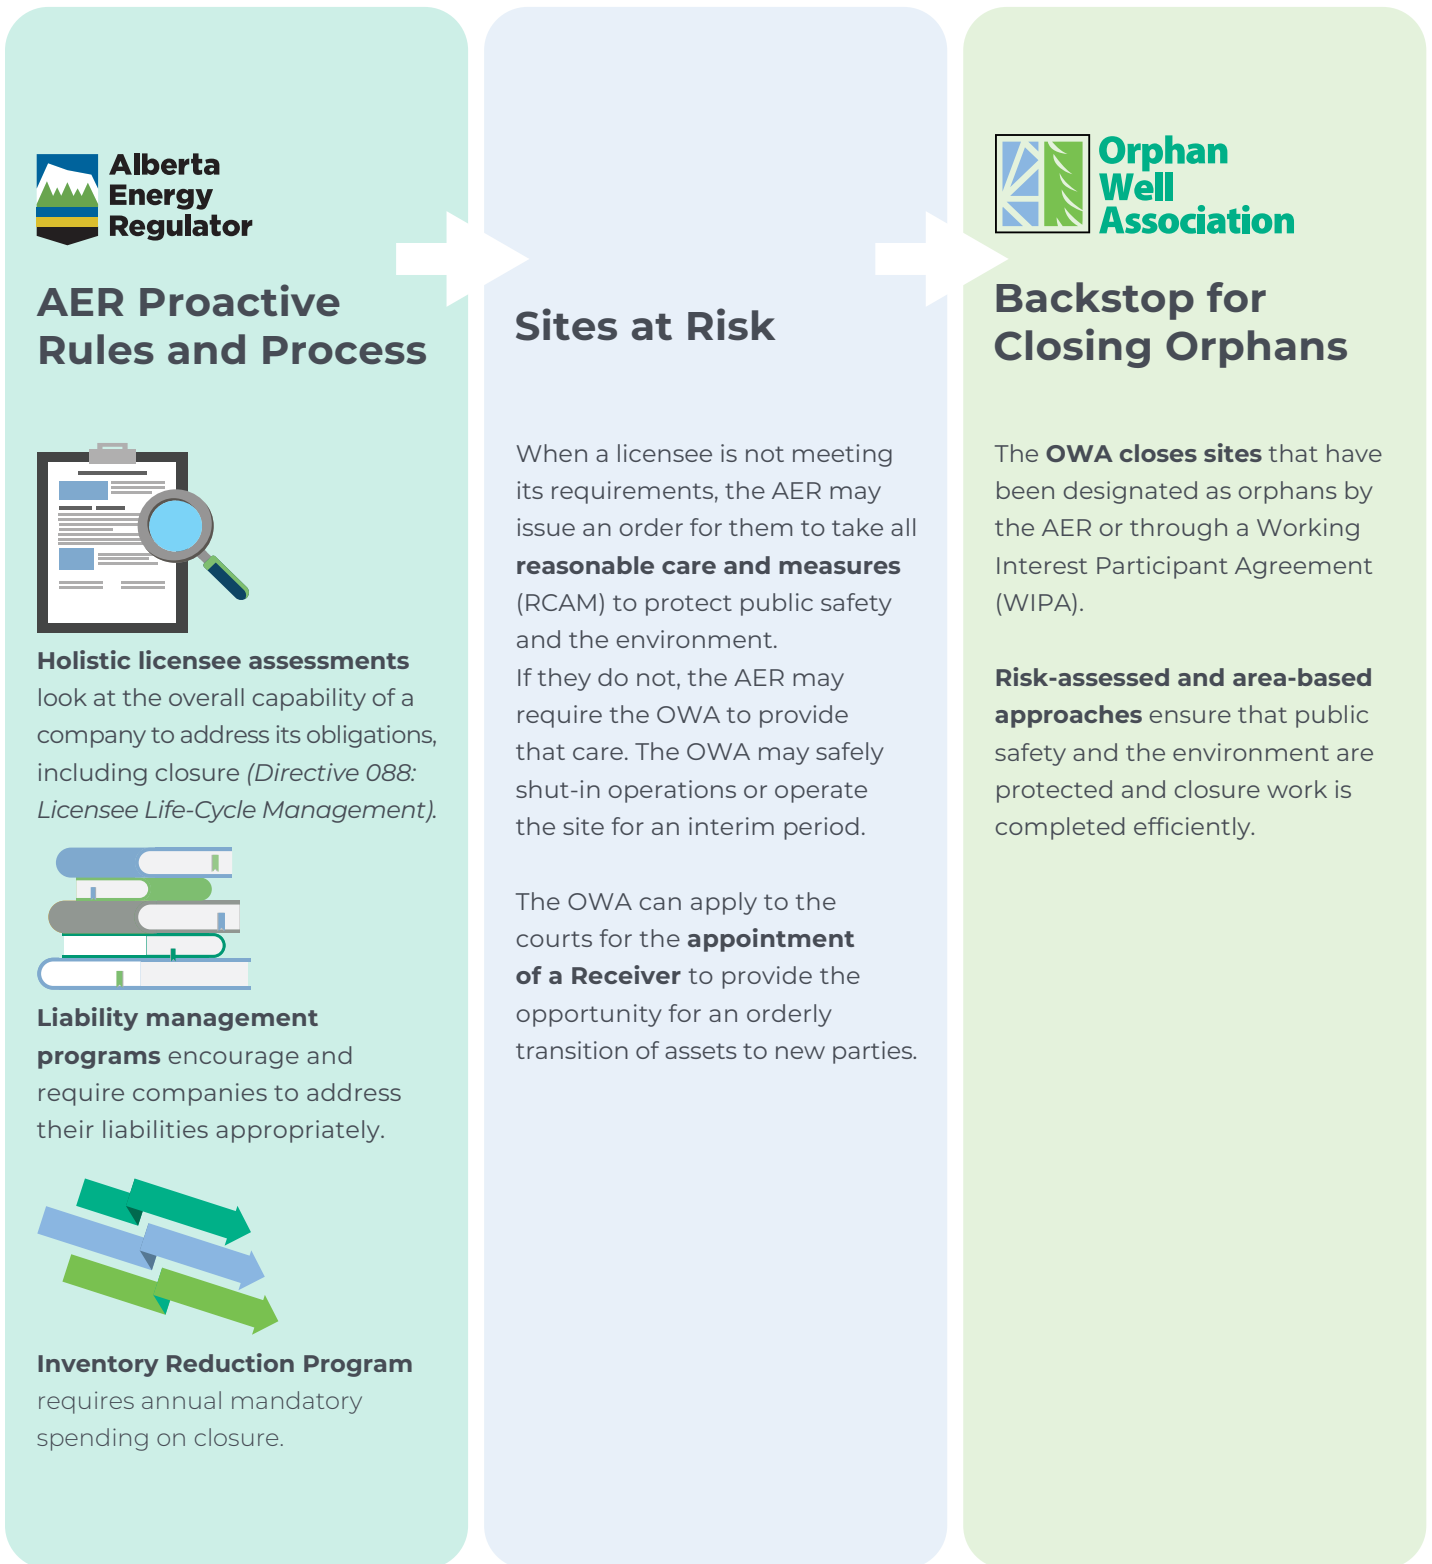 Alberta
Energy
Regulator
AER Proactive
Rules and Process
Holistic licensee assessments
look at the overall capability of a
company to address its obligations,
including closure (Directive 088:
Licensee Life-Cycle Management).
Liability management
programs encourage and
require companies to address
their liabilities appropriately.
Inventory Reduction Program
requires annual mandatory
spending on closure.
Sites at Risk
When a licensee is not meeting
its requirements, the AER may
issue an order for them to take all
reasonable care and measures
(RCAM) to protect public safety
and the environment.
If they do not, the AER may
require the OWA to provide
that care. The OWA may safely
shut-in operations or operate
the site for an interim period.
The OWA can apply to the
courts for the appointment
of a Receiver to provide the
opportunity for an orderly
transition of assets to new parties.
Orphan
Well
Association
Backstop for
Closing Orphans
The OWA closes sites that have
been designated as orphans by
the AER or through a Working
Interest Participant Agreement
(WIPA).
Risk-assessed and area-based
approaches ensure that public
safety and the environment are
protected and closure work is
completed efficiently.